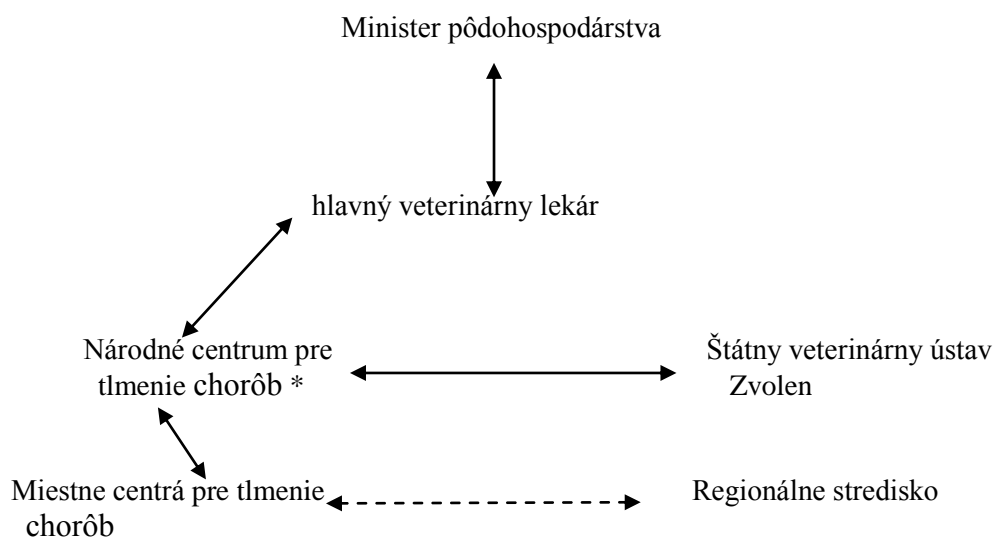 Minister pôdohospodárstva
hlavný veterinárny lekár
Národné centrum pre
tlmenie chorôb *
Štátny veterinárny ústav
Zvolen
Miestne centrá pre tlmenie
chorôb
Regionálne stredisko